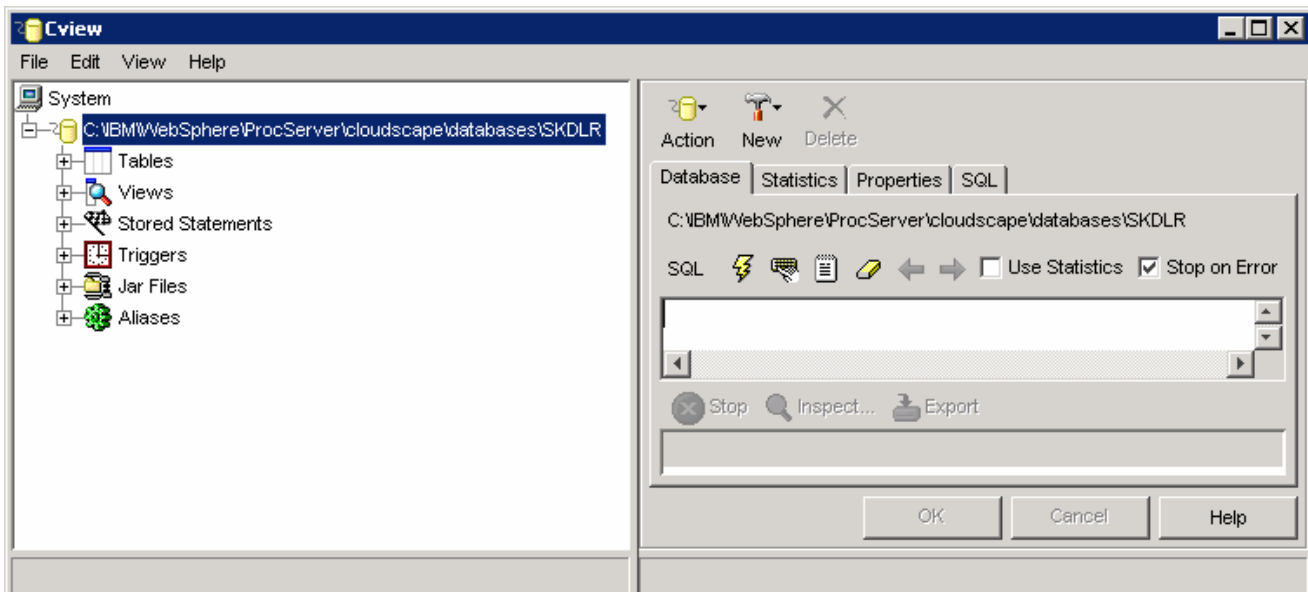 Cview
File Edit View Help
System
C:\IBM\WebSphere\ProcServer\cloudscape\databases\SKDLR
Tables
Views
Stored Statements
Triggers
Jar Files
Aliases
Action New Delete
Database Statistics Properties SQL
C:\IBM\WebSphere\ProcServer\cloudscape\databases\SKDLR
SQL Use Statistics Stop on Error
Stop Inspect... Export
OK Cancel Help